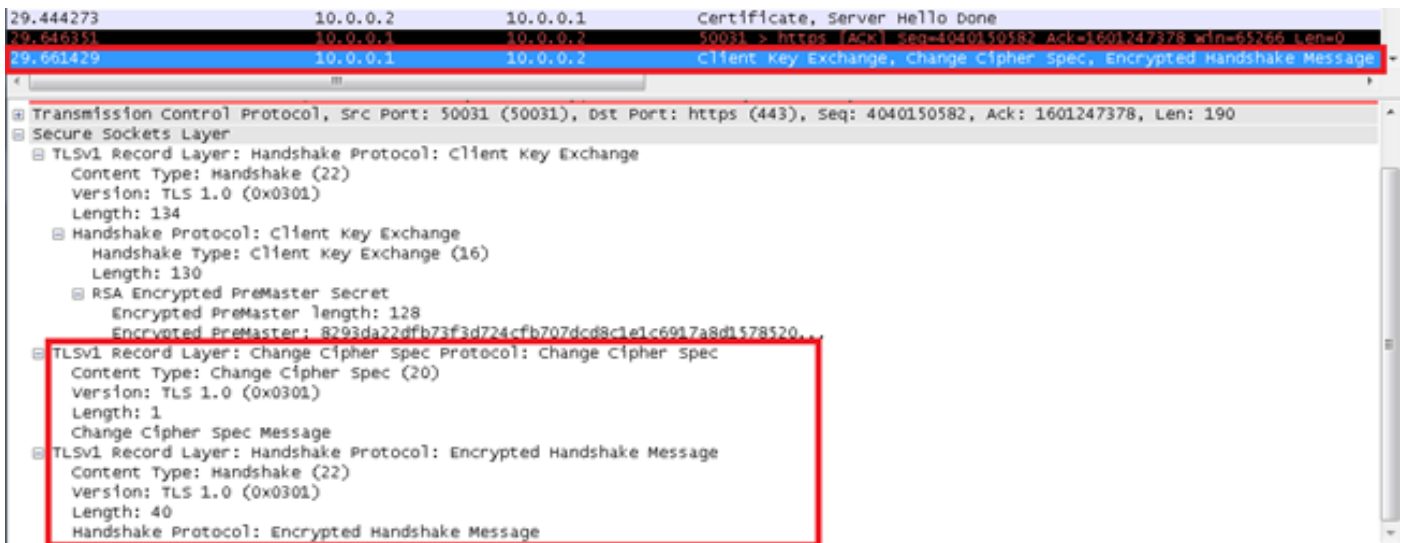 29.444273 10.0.0.2 10.0.0.1 Certificate, Server Hello Done
29.646351 10.0.0.1 10.0.0.2 50031 > https [ACK] Seq=4040150582 Ack=1601247378 Win=65266 Len=0
29.661429 10.0.0.1 10.0.0.2 Client Key Exchange, Change Cipher Spec, Encrypted Handshake Message
Transmission Control Protocol, Src Port: 50031 (50031), Dst Port: https (443), Seq: 4040150582, Ack: 1601247378, Len: 190
Secure Sockets Layer
TLSv1 Record Layer: Handshake Protocol: Client Key Exchange
Content Type: Handshake (22)
Version: TLS 1.0 (0x0301)
Length: 134
Handshake Protocol: Client Key Exchange
Handshake Type: Client Key Exchange (16)
Length: 130
RSA Encrypted PreMaster Secret
Encrypted PreMaster length: 128
Encrypted PreMaster: 8293da22dfb73f3d724cfb707dcd8c1e1c6917a8d1578520...
TLSv1 Record Layer: Change Cipher Spec Protocol: Change Cipher Spec
Content Type: Change Cipher Spec (20)
Version: TLS 1.0 (0x0301)
Length: 1
Change Cipher Spec Message
TLSv1 Record Layer: Handshake Protocol: Encrypted Handshake Message
Content Type: Handshake (22)
Version: TLS 1.0 (0x0301)
Length: 40
Handshake Protocol: Encrypted Handshake Message